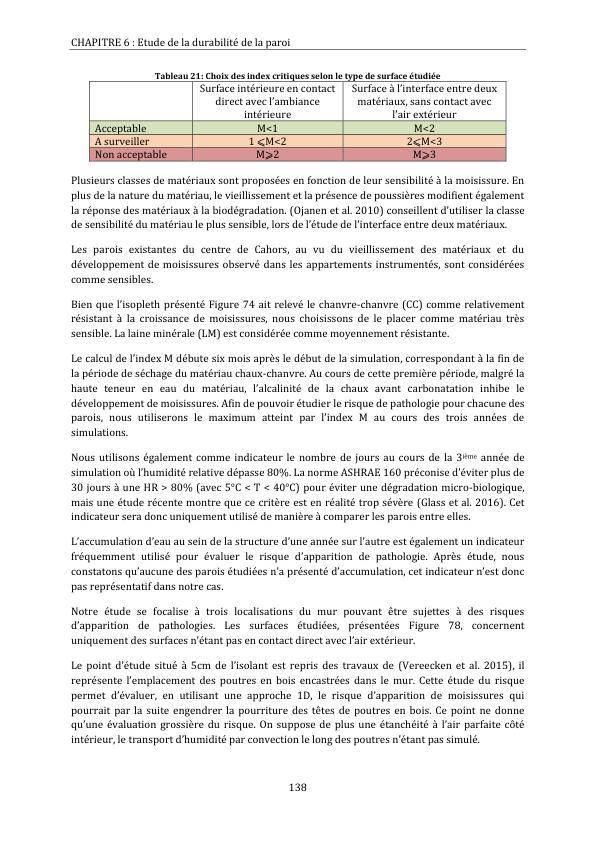 CHAPITRE 6 : Etude de la durabilité de la paroi
Tableau 21: Choix des index critiques selon le type de surface étudiée
Surface intérieure en contact direct avec l'ambiance intérieure
Surface à l'interface entre deux matériaux, sans contact avec l'air extérieur
Acceptable M<1 M<2
A surveiller 1 ⩽M<2 2⩽M<3
Non acceptable M⩾2 M⩾3
Plusieurs classes de matériaux sont proposées en fonction de leur sensibilité à la moisissure. En
plus de la nature du matériau, le vieillissement et la présence de poussières modifient également
la réponse des matériaux à la biodégradation. (Ojanen et al. 2010) conseillent d'utiliser la classe
de sensibilité du matériau le plus sensible, lors de l'étude de l'interface entre deux matériaux.
Les parois existantes du centre de Cahors, au vu du vieillissement des matériaux et du
développement de moisissures observé dans les appartements instrumentés, sont considérées
comme sensibles.
Bien que l'isopleth présenté Figure 74 ait relevé le chanvre-chanvre (CC) comme relativement
résistant à la croissance de moisissures, nous choisissons de le placer comme matériau très
sensible. La laine minérale (LM) est considérée comme moyennement résistante.
Le calcul de l'index M débute six mois après le début de la simulation, correspondant à la fin de
la période de séchage du matériau chaux-chanvre. Au cours de cette première période, malgré la
haute teneur en eau du matériau, l'alcalinité de la chaux avant carbonatation inhibe le
développement de moisissures. Afin de pouvoir étudier le risque de pathologie pour chacune des
parois, nous utiliserons le maximum atteint par l'index M au cours des trois années de
simulations.
Nous utilisons également comme indicateur le nombre de jours au cours de la 3ième année de
simulation où l'humidité relative dépasse 80%. La norme ASHRAE 160 préconise d'éviter plus de
30 jours à une HR > 80% (avec 5°C < T < 40°C) pour éviter une dégradation micro-biologique,
mais une étude récente montre que ce critère est en réalité trop sévère (Glass et al. 2016). Cet
indicateur sera donc uniquement utilisé de manière à comparer les parois entre elles.
L'accumulation d'eau au sein de la structure d'une année sur l'autre est également un indicateur
fréquemment utilisé pour évaluer le risque d'apparition de pathologie. Après étude, nous
constatons qu'aucune des parois étudiées n'a présenté d'accumulation, cet indicateur n'est donc
pas représentatif dans notre cas.
Notre étude se focalise à trois localisations du mur pouvant être sujettes à des risques
d'apparition de pathologies. Les surfaces étudiées, présentées Figure 78, concernent
uniquement des surfaces n'étant pas en contact direct avec l'air extérieur.
Le point d'étude situé à 5cm de l'isolant est repris des travaux de (Vereecken et al. 2015), il
représente l'emplacement des poutres en bois encastrées dans le mur. Cette étude du risque
permet d'évaluer, en utilisant une approche 1D, le risque d'apparition de moisissures qui
pourrait par la suite engendrer la pourriture des têtes de poutres en bois. Ce point ne donne
qu'une évaluation grossière du risque. On suppose de plus une étanchéité à l'air parfaite côté
intérieur, le transport d'humidité par convection le long des poutres n'étant pas simulé.
138